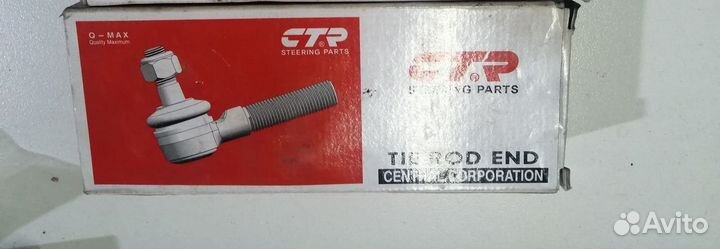 Q – MAX
Quality Maximum
CTR®
STEERING PARTS
CTR®
STEERING PARTS
TIE ROD END
CENTRAL CORPORATION
Avito